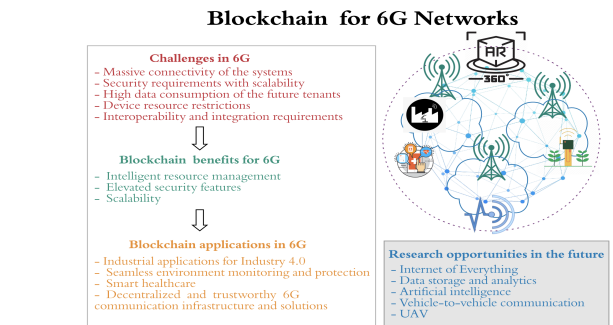 Blockchain for 6G Networks
Challenges in 6G
- Massive connectivity of the systems
- Security requirements with scalability
- High data consumption of the future tenants
- Device resource restrictions
- Interoperability and integration requirements
Blockchain benefits for 6G
- Intelligent resource management
- Elevated security features
- Scalability
Blockchain applications in 6G
- Industrial applications for Industry 4.0
- Seamless environment monitoring and protection
- Smart healthcare
- Decentralized and trustworthy 6G
communication infrastructure and solutions
AR
360°
Research opportunities in the future
- Internet of Everything
- Data storage and analytics
- Artificial intelligence
- Vehicle-to-vehicle communication
- UAV